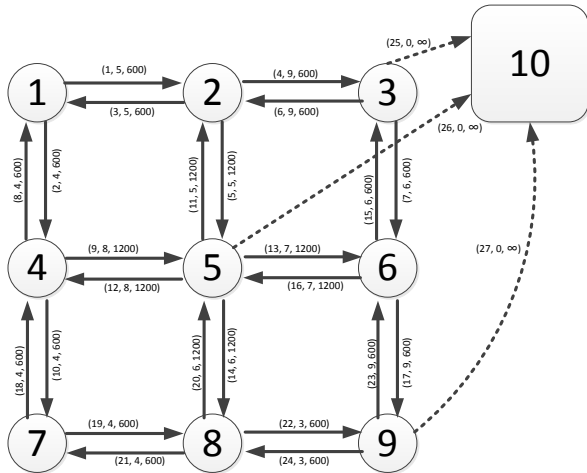 (25, 0, ∞)
10
(1, 5, 600)
(4, 9, 600)
1
2
3
(3, 5, 600)
(6, 9, 600)
(26, 0, ∞)
(8, 4, 600)
(2, 4, 600)
(11, 5, 1200)
(5, 5, 1200)
(15, 6, 600)
(7, 6, 600)
(9, 8, 1200)
(13, 7, 1200)
(27, 0, ∞)
4
5
6
(12, 8, 1200)
(16, 7, 1200)
(18, 4, 600)
(10, 4, 600)
(20, 6, 1200)
(14, 6, 1200)
(23, 9, 600)
(17, 9, 600)
(19, 4, 600)
(22, 3, 600)
7
8
9
(21, 4, 600)
(24, 3, 600)